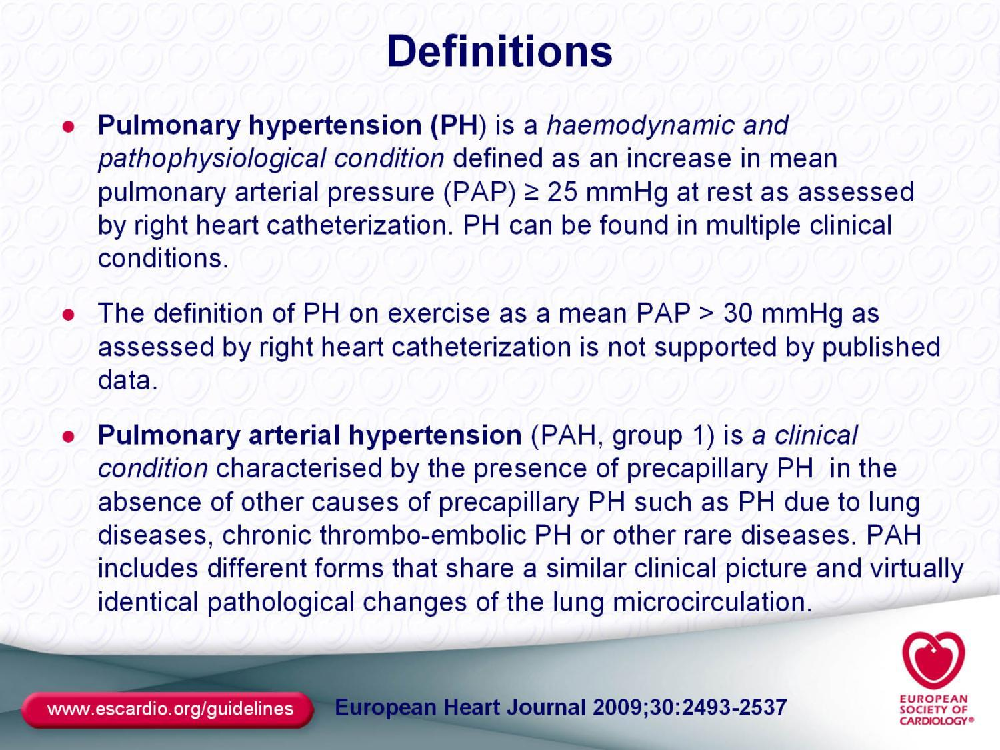 Definitions
● Pulmonary hypertension (PH) is a haemodynamic and
pathophysiological condition defined as an increase in mean
pulmonary arterial pressure (PAP) ≥ 25 mmHg at rest as assessed
by right heart catheterization. PH can be found in multiple clinical
conditions.
● The definition of PH on exercise as a mean PAP > 30 mmHg as
assessed by right heart catheterization is not supported by published
data.
● Pulmonary arterial hypertension (PAH, group 1) is a clinical
condition characterised by the presence of precapillary PH  in the
absence of other causes of precapillary PH such as PH due to lung
diseases, chronic thrombo-embolic PH or other rare diseases. PAH
includes different forms that share a similar clinical picture and virtually
identical pathological changes of the lung microcirculation.
www.escardio.org/guidelines
European Heart Journal 2009;30:2493-2537
EUROPEAN
SOCIETY OF
CARDIOLOGY®